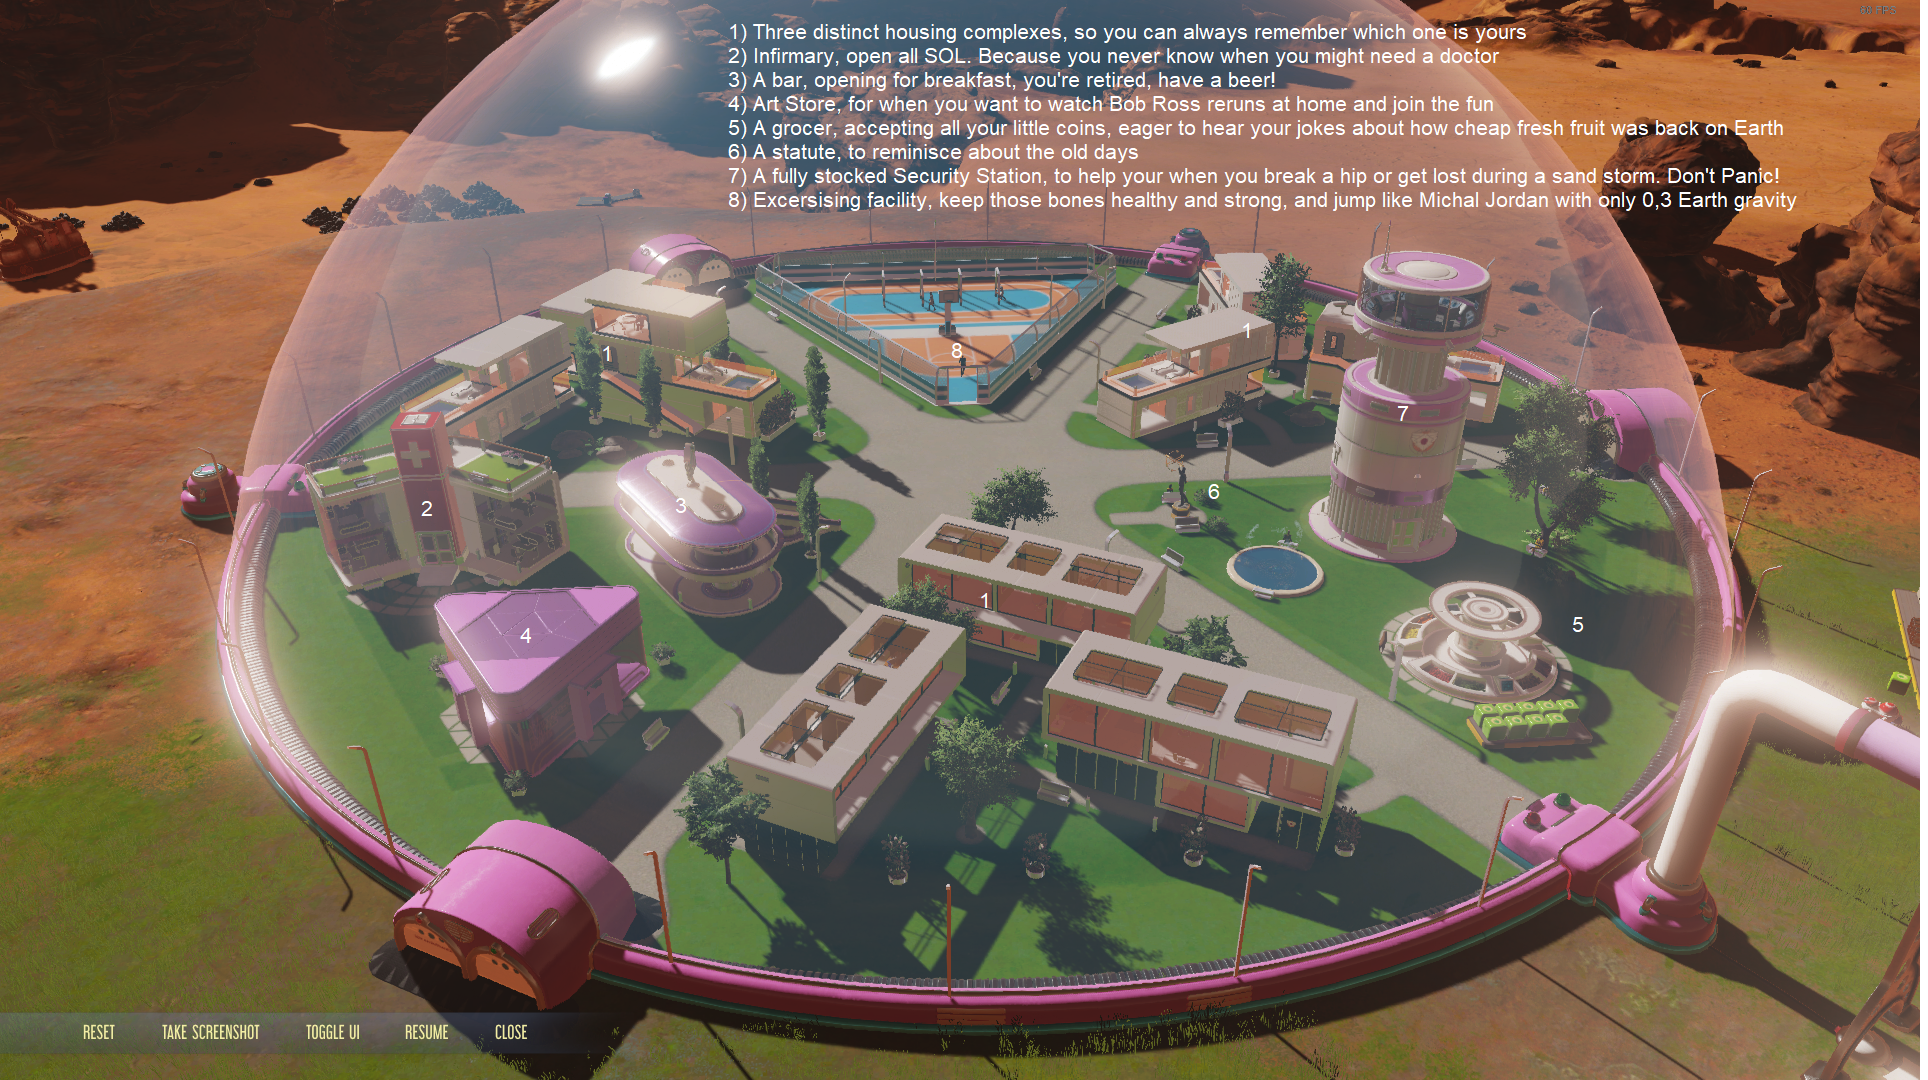 1) Three distinct housing complexes, so you can always remember which one is yours
2) Infirmary, open all SOL. Because you never know when you might need a doctor
3) A bar, opening for breakfast, you're retired, have a beer!
4) Art Store, for when you want to watch Bob Ross reruns at home and join the fun
5) A grocer, accepting all your little coins, eager to hear your jokes about how cheap fresh fruit was back on Earth
6) A statute, to reminisce about the old days
7) A fully stocked Security Station, to help your when you break a hip or get lost during a sand storm. Don't Panic!
8) Excersising facility, keep those bones healthy and strong, and jump like Michal Jordan with only 0,3 Earth gravity
1
1
8
7
2
3
6
1
4
5
RESET TAKE SCREENSHOT TOGGLE UI RESUME CLOSE